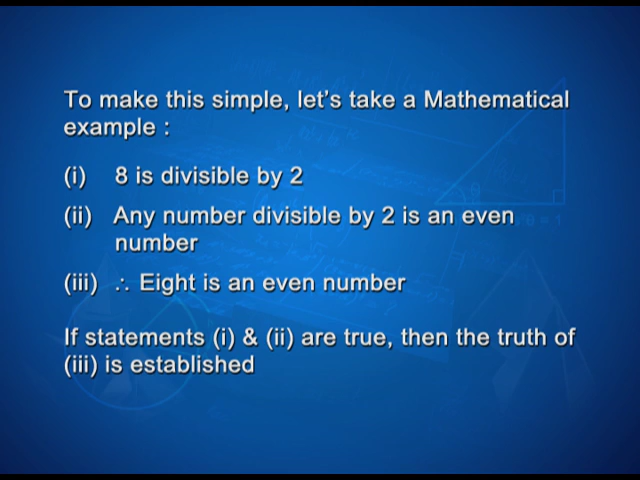 To make this simple, let's take a Mathematical
example :
(i) 8 is divisible by 2
(ii) Any number divisible by 2 is an even
number
(iii) ∴ Eight is an even number
If statements (i) & (ii) are true, then the truth of
(iii) is established